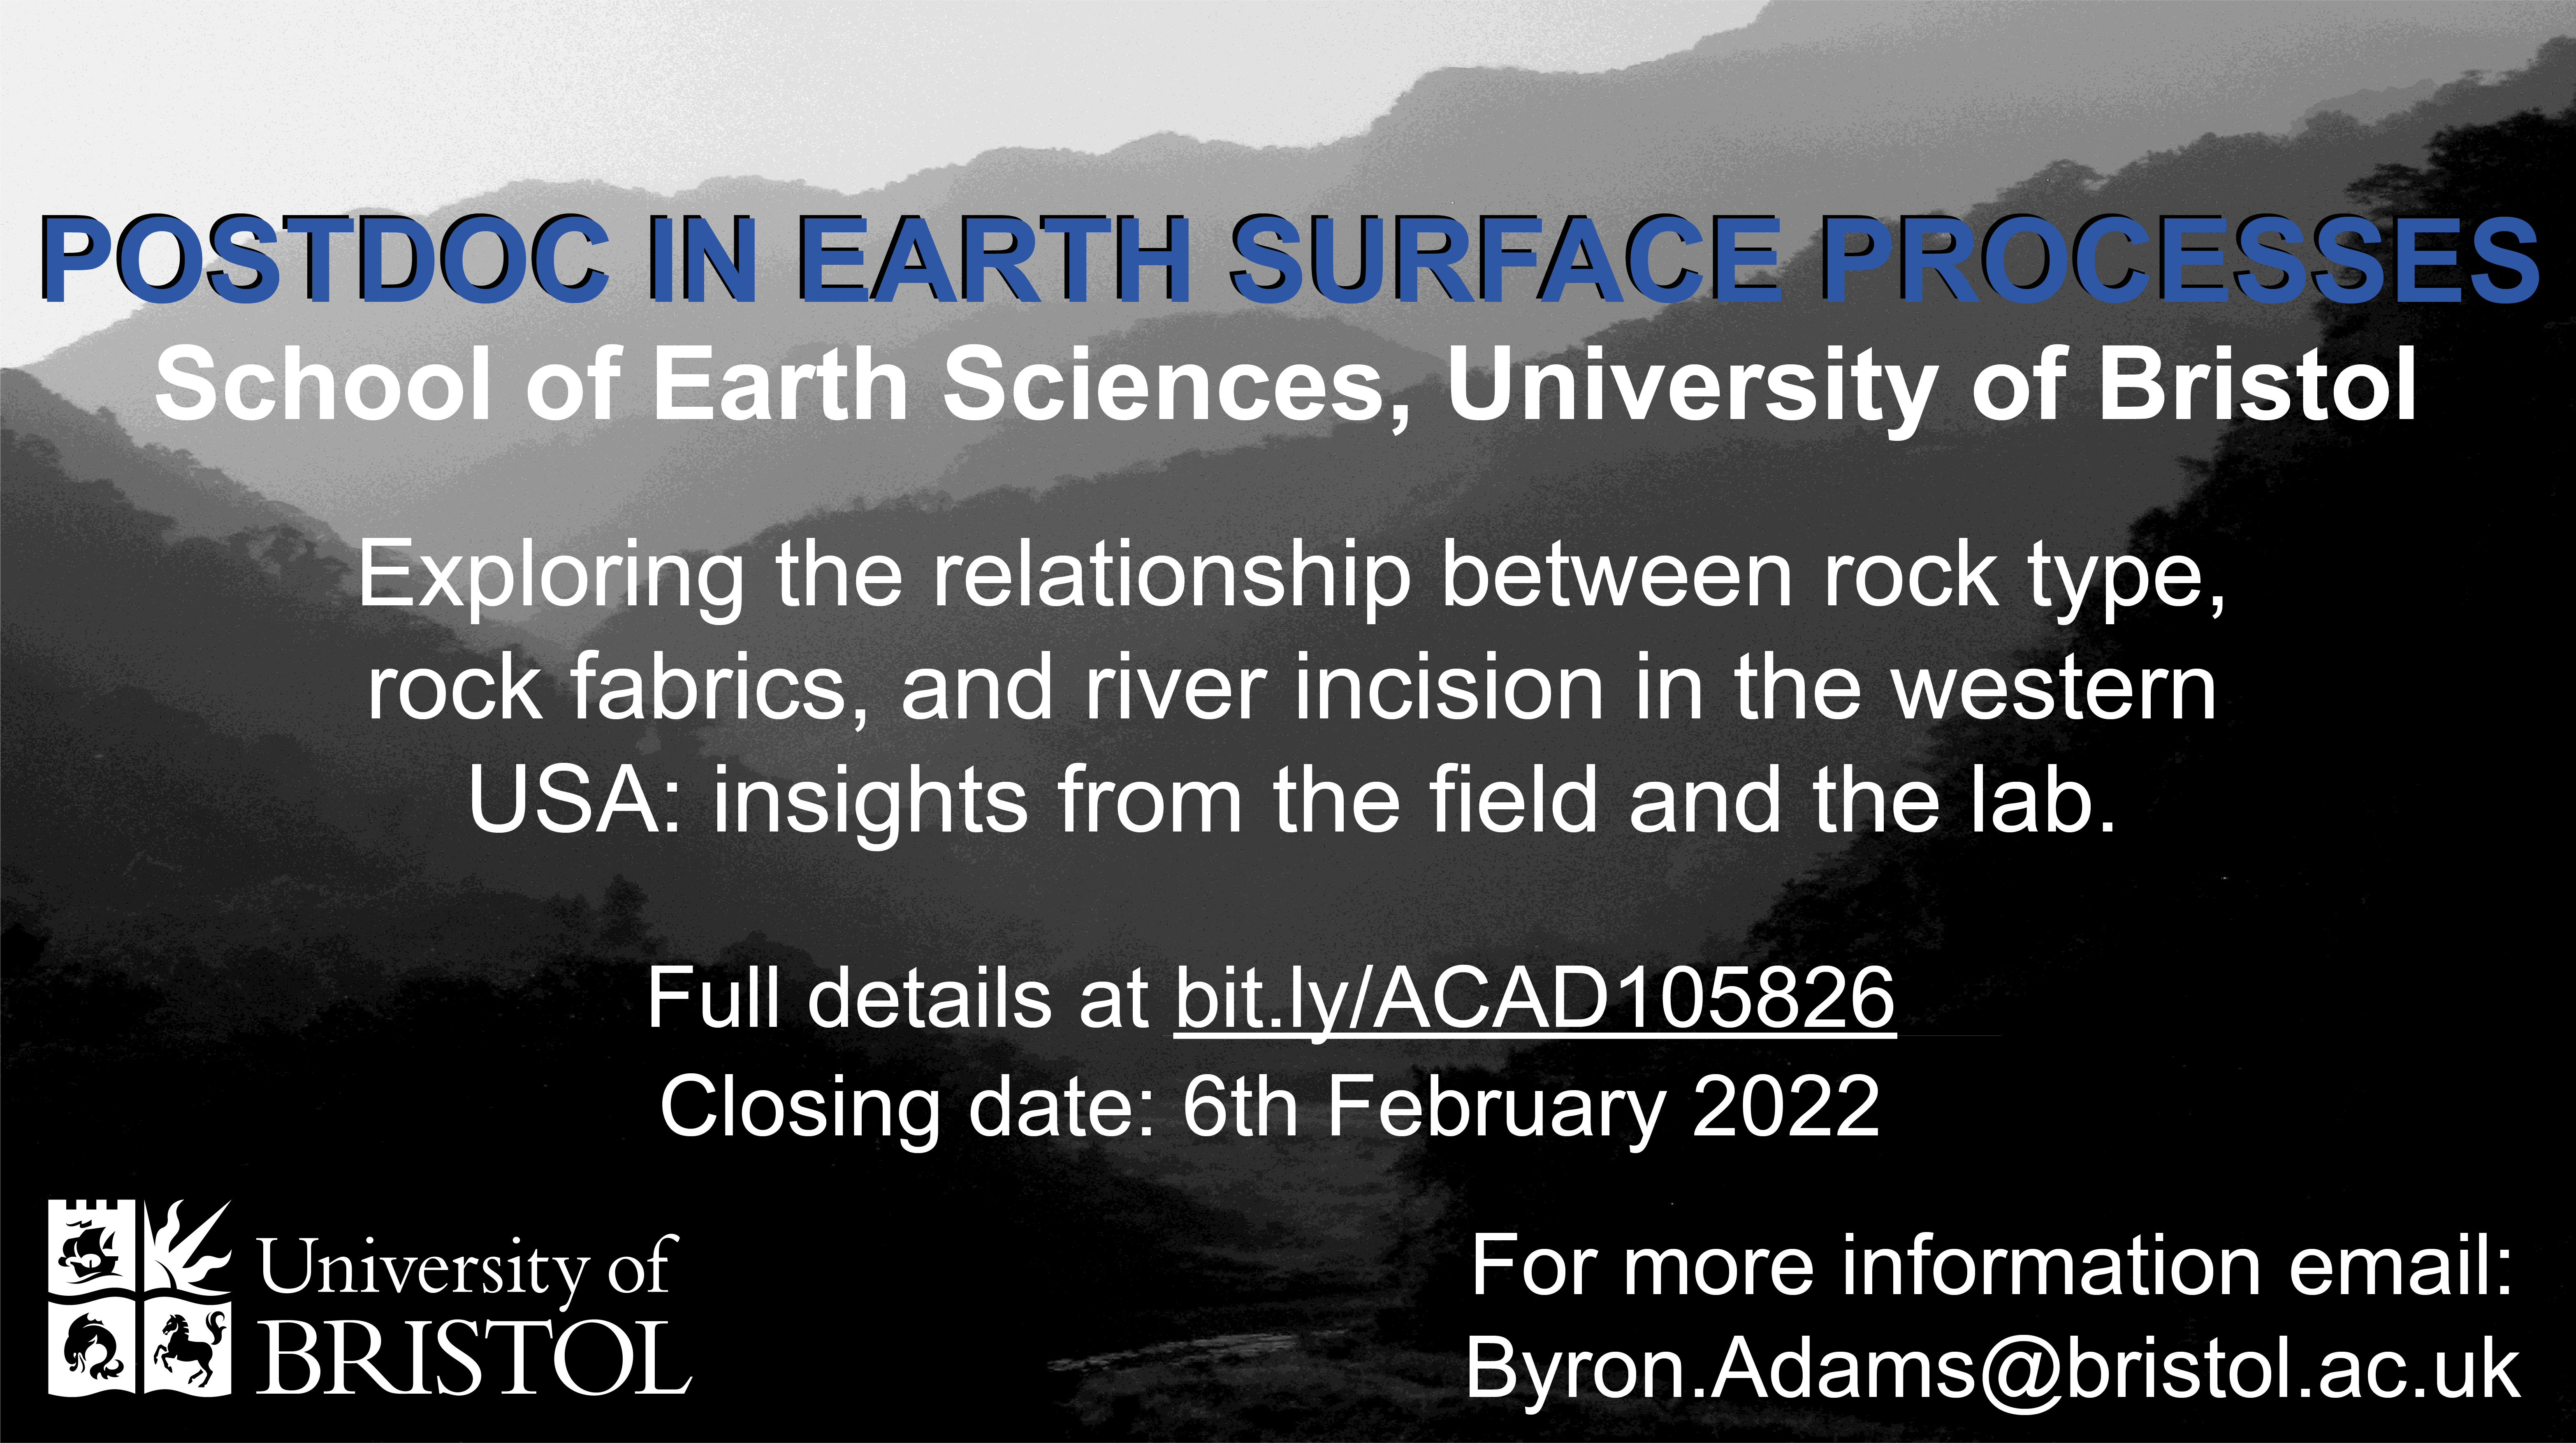 POSTDOC IN EARTH SURFACE PROCESSES
School of Earth Sciences, University of Bristol
Exploring the relationship between rock type,
rock fabrics, and river incision in the western
USA: insights from the field and the lab.
Full details at bit.ly/ACAD105826
Closing date: 6th February 2022
University of
BRISTOL
For more information email:
Byron.Adams@bristol.ac.uk